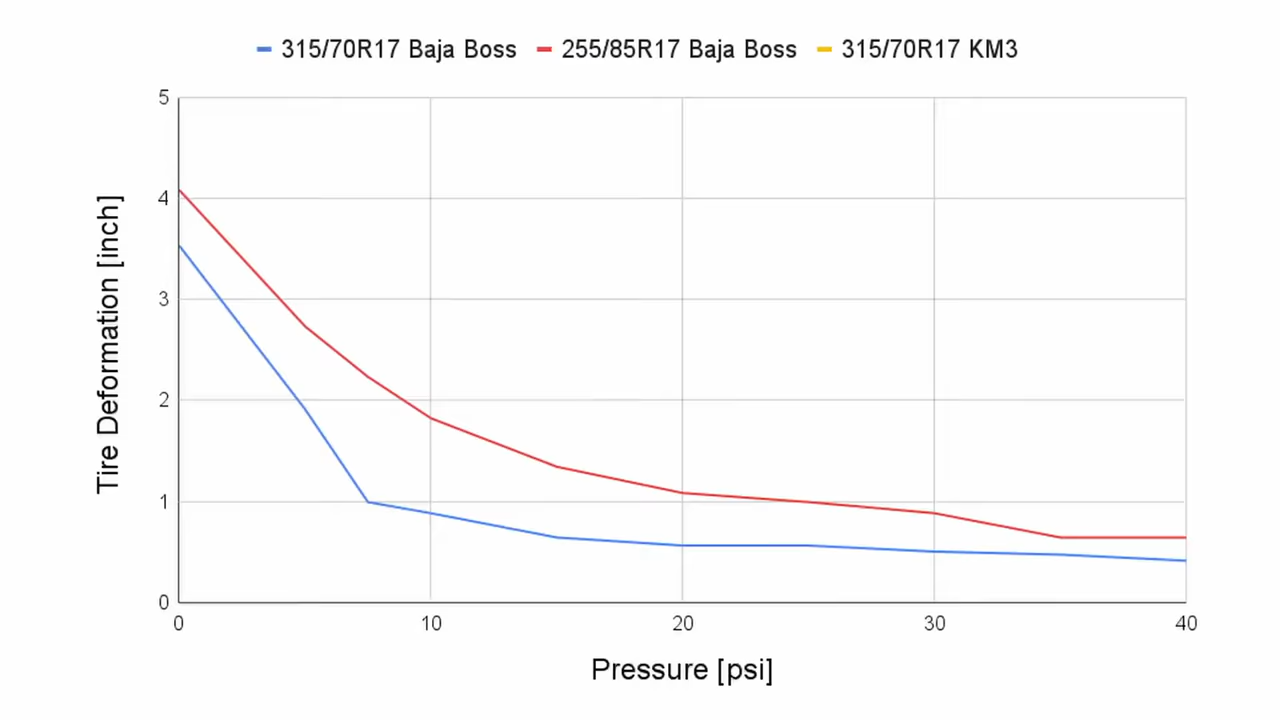 315/70R17 Baja Boss 255/85R17 Baja Boss 315/70R17 KM3
5
4
3
2
1
0
Tire Deformation [inch]
0 10 20 30 40
Pressure [psi]